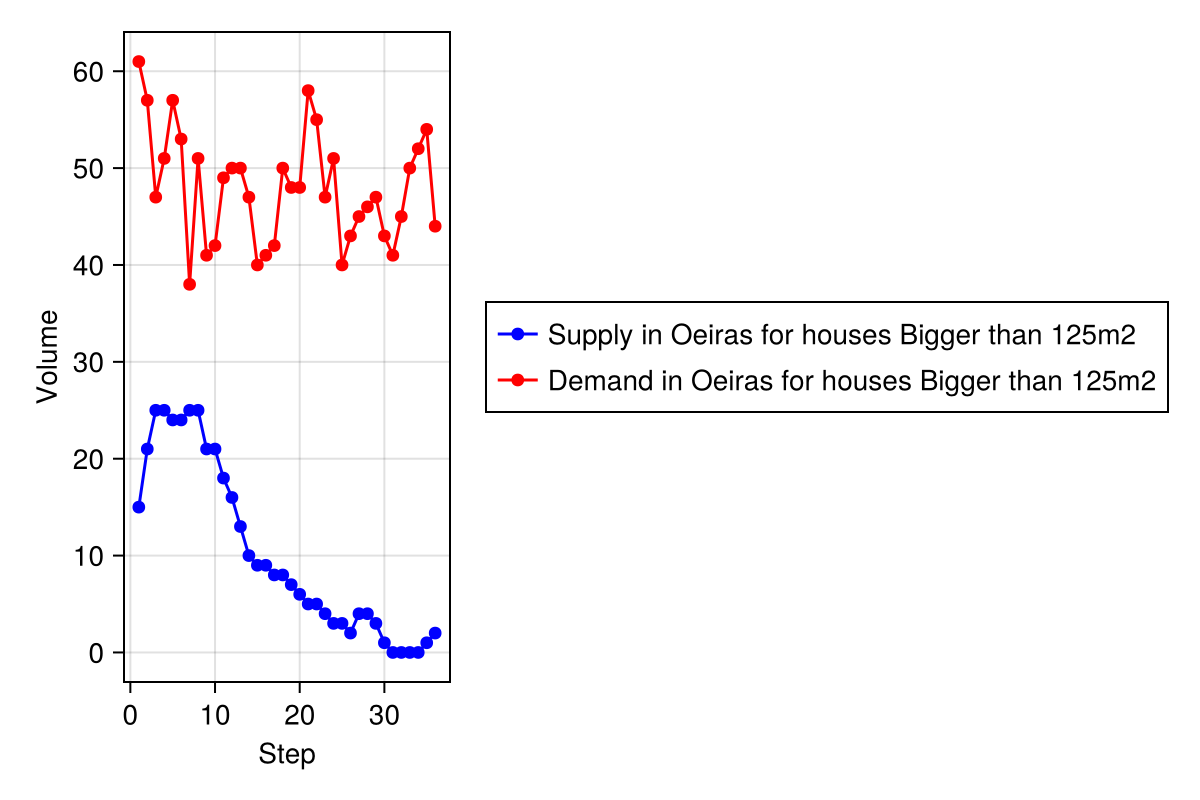 60
50
40
30
20
10
0
Volume
0 10 20 30
Step
Supply in Oeiras for houses Bigger than 125m2
Demand in Oeiras for houses Bigger than 125m2